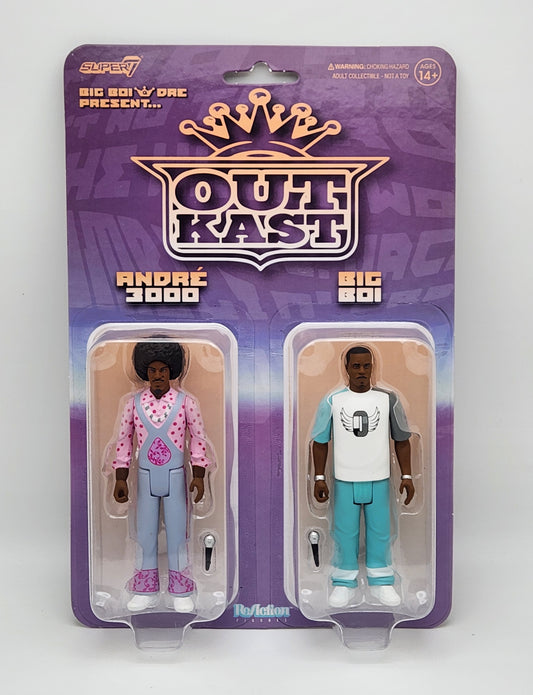 SUPER7
⚠WARNING: CHOKING HAZARD
ADULT COLLECTIBLE - NOT A TOY
AGES
14+
BIG BOI DRE
PRESENT...
OUT
KAST
ANDRÉ
3000
BIG
BOI
O
ReAction
FIGURES